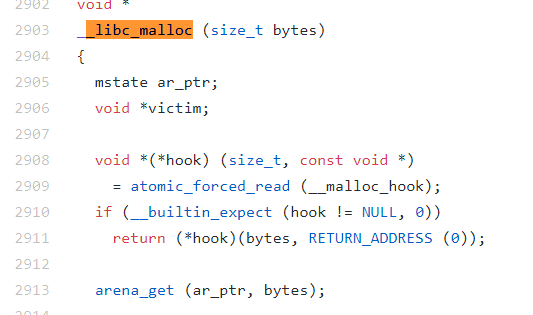 2902 void *
2903 __libc_malloc (size_t bytes)
2904 {
2905 mstate ar_ptr;
2906 void *victim;
2907
2908 void *(*hook) (size_t, const void *)
2909 = atomic_forced_read (__malloc_hook);
2910 if (__builtin_expect (hook != NULL, 0))
2911 return (*hook)(bytes, RETURN_ADDRESS (0));
2912
2913 arena_get (ar_ptr, bytes);
2914